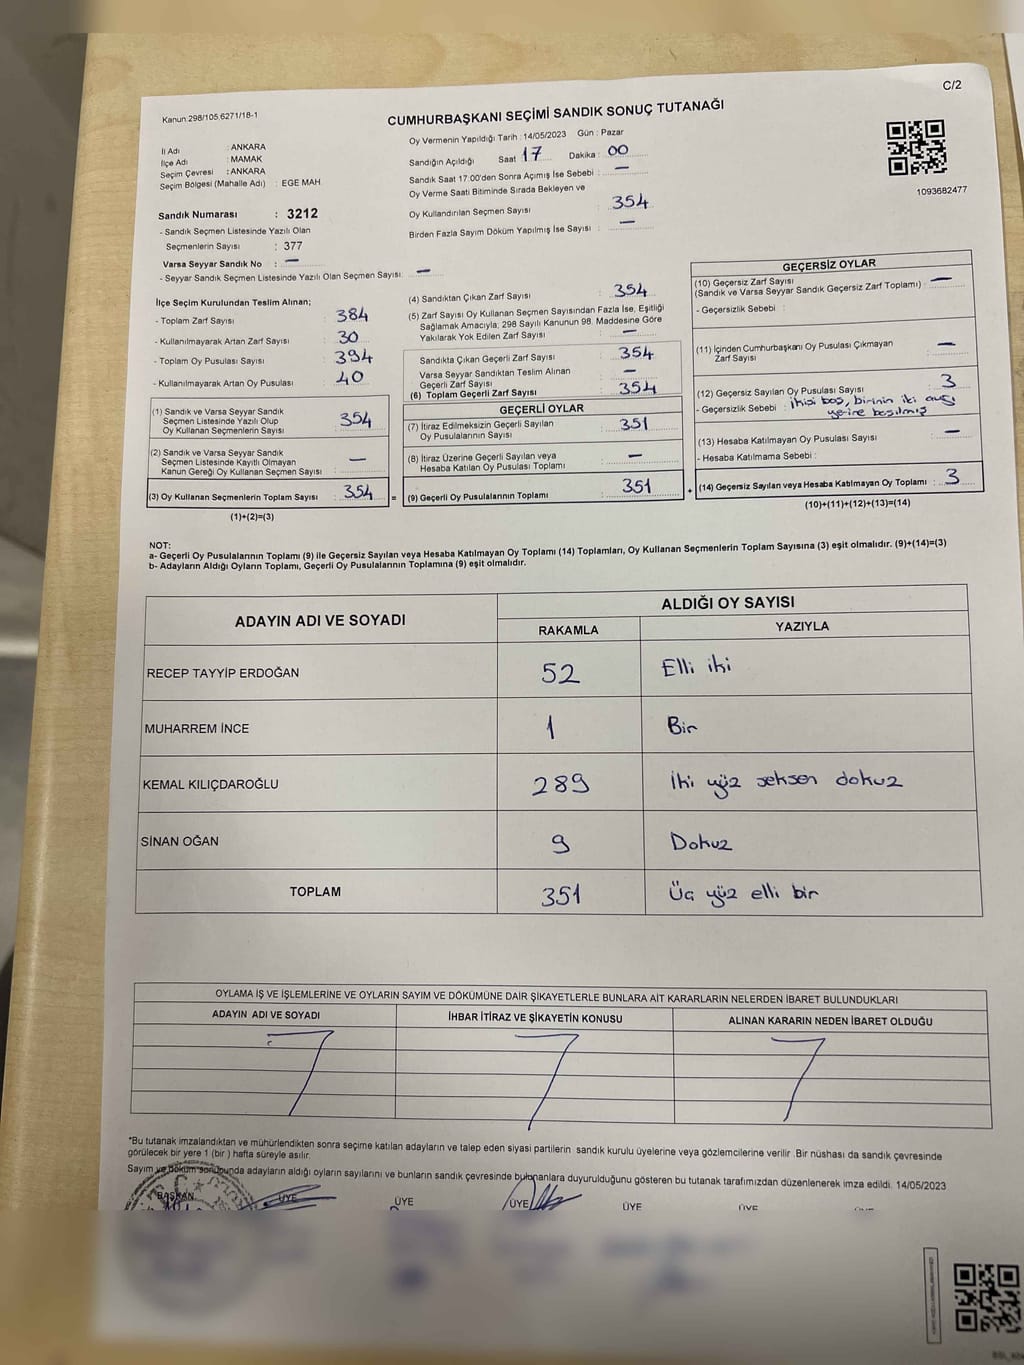 C/2
Kanun.298/105.6271/18-1
CUMHURBAŞKANI SEÇİMİ SANDIK SONUÇ TUTANAĞI
İl Adı : ANKARA
İlçe Adı : MAMAK
Seçim Çevresi : ANKARA
Seçim Bölgesi (Mahalle Adı) : EGE MAH
Sandık Numarası : 3212
- Sandık Seçmen Listesinde Yazılı Olan
Seçmenlerin Sayısı : 377
Varsa Seyyar Sandık No : —
- Seyyar Sandık Seçmen Listesinde Yazılı Olan Seçmen Sayısı: —
Oy Vermenin Yapıldığı Tarih : 14/05/2023 Gün : Pazar
Sandığın Açıldığı Saat 17 Dakika : 00
Sandık Saat 17:00'den Sonra Açımış İse Sebebi : —
Oy Verme Saati Bitiminde Sırada Bekleyen ve
Oy Kullandırılan Seçmen Sayısı : 354
Birden Fazla Sayım Döküm Yapılmış İse Sayısı : —
1093682477
İlçe Seçim Kurulundan Teslim Alınan;
- Toplam Zarf Sayısı : 384
- Kullanılmayarak Artan Zarf Sayısı : 30
- Toplam Oy Pusulası Sayısı : 394
- Kullanılmayarak Artan Oy Pusulası : 40
(1) Sandık ve Varsa Seyyar Sandık
Seçmen Listesinde Yazılı Olup
Oy Kullanan Seçmenlerin Sayısı : 354
(2) Sandık ve Varsa Seyyar Sandık
Seçmen Listesinde Kayıtlı Olmayan
Kanun Gereği Oy Kullanan Seçmen Sayısı : —
(3) Oy Kullanan Seçmenlerin Toplam Sayısı : 354
(1)+(2)=(3)
(4) Sandıktan Çıkan Zarf Sayısı : 354
(5) Zarf Sayısı Oy Kullanan Seçmen Sayısından Fazla İse, Eşitliği
Sağlamak Amacıyla; 298 Sayılı Kanunun 98. Maddesine Göre
Yakılarak Yok Edilen Zarf Sayısı : —
Sandıkta Çıkan Geçerli Zarf Sayısı : 354
Varsa Seyyar Sandıktan Teslim Alınan
Geçerli Zarf Sayısı : —
(6) Toplam Geçerli Zarf Sayısı : 354
GEÇERLİ OYLAR
(7) İtiraz Edilmeksizin Geçerli Sayılan
Oy Pusulalarının Sayısı : 351
(8) İtiraz Üzerine Geçerli Sayılan veya
Hesaba Katılan Oy Pusulası Toplamı : —
= (9) Geçerli Oy Pusulalarının Toplamı : 351
GEÇERSİZ OYLAR
(10) Geçersiz Zarf Sayısı
(Sandık ve Varsa Seyyar Sandık Geçersiz Zarf Toplamı) : —
- Geçersizlik Sebebi :
(11) İçinden Cumhurbaşkanı Oy Pusulası Çıkmayan
Zarf Sayısı : —
(12) Geçersiz Sayılan Oy Pusulası Sayısı : 3
- Geçersizlik Sebebi : İkisi boş, birinin iki
yerine basılmış
(13) Hesaba Katılmayan Oy Pusulası Sayısı : —
- Hesaba Katılmama Sebebi :
+ (14) Geçersiz Sayılan veya Hesaba Katılmayan Oy Toplamı : 3
(10)+(11)+(12)+(13)=(14)
NOT:
a- Geçerli Oy Pusulalarının Toplamı (9) ile Geçersiz Sayılan veya Hesaba Katılmayan Oy Toplamı (14) Toplamları, Oy Kullanan Seçmenlerin Toplam Sayısına (3) eşit olmalıdır. (9)+(14)=(3)
b- Adayların Aldığı Oyların Toplamı, Geçerli Oy Pusulalarının Toplamına (9) eşit olmalıdır.
ADAYIN ADI VE SOYADI ALDIĞI OY SAYISI
RAKAMLA YAZIYLA
RECEP TAYYİP ERDOĞAN 52 Elli iki
MUHARREM İNCE 1 Bir
KEMAL KILIÇDAROĞLU 289 İki yüz seksen dokuz
SİNAN OĞAN 9 Dokuz
TOPLAM 351 Üç yüz elli bir
OYLAMA İŞ VE İŞLEMLERİNE VE OYLARIN SAYIM VE DÖKÜMÜNE DAİR ŞİKAYETLERLE BUNLARA AİT KARARLARIN NELERDEN İBARET BULUNDUKLARI
ADAYIN ADI VE SOYADI İHBAR İTİRAZ VE ŞİKAYETİN KONUSU ALINAN KARARIN NEDEN İBARET OLDUĞU
*Bu tutanak imzalandıktan ve mühürlendikten sonra seçime katılan adayların ve talep eden siyasi partilerin sandık kurulu üyelerine veya gözlemcilerine verilir. Bir nüshası da sandık çevresinde
görülecek bir yere 1 (bir ) hafta süreyle asılır.
Sayım ve döküm sonucunda adayların aldığı oyların sayılarını ve bunların sandık çevresinde bulunanlara duyurulduğunu gösteren bu tutanak tarafımızdan düzenlenerek imza edildi. 14/05/2023
BAŞKAN ÜYE ÜYE ÜYE ÜYE ÜYE ÜYE